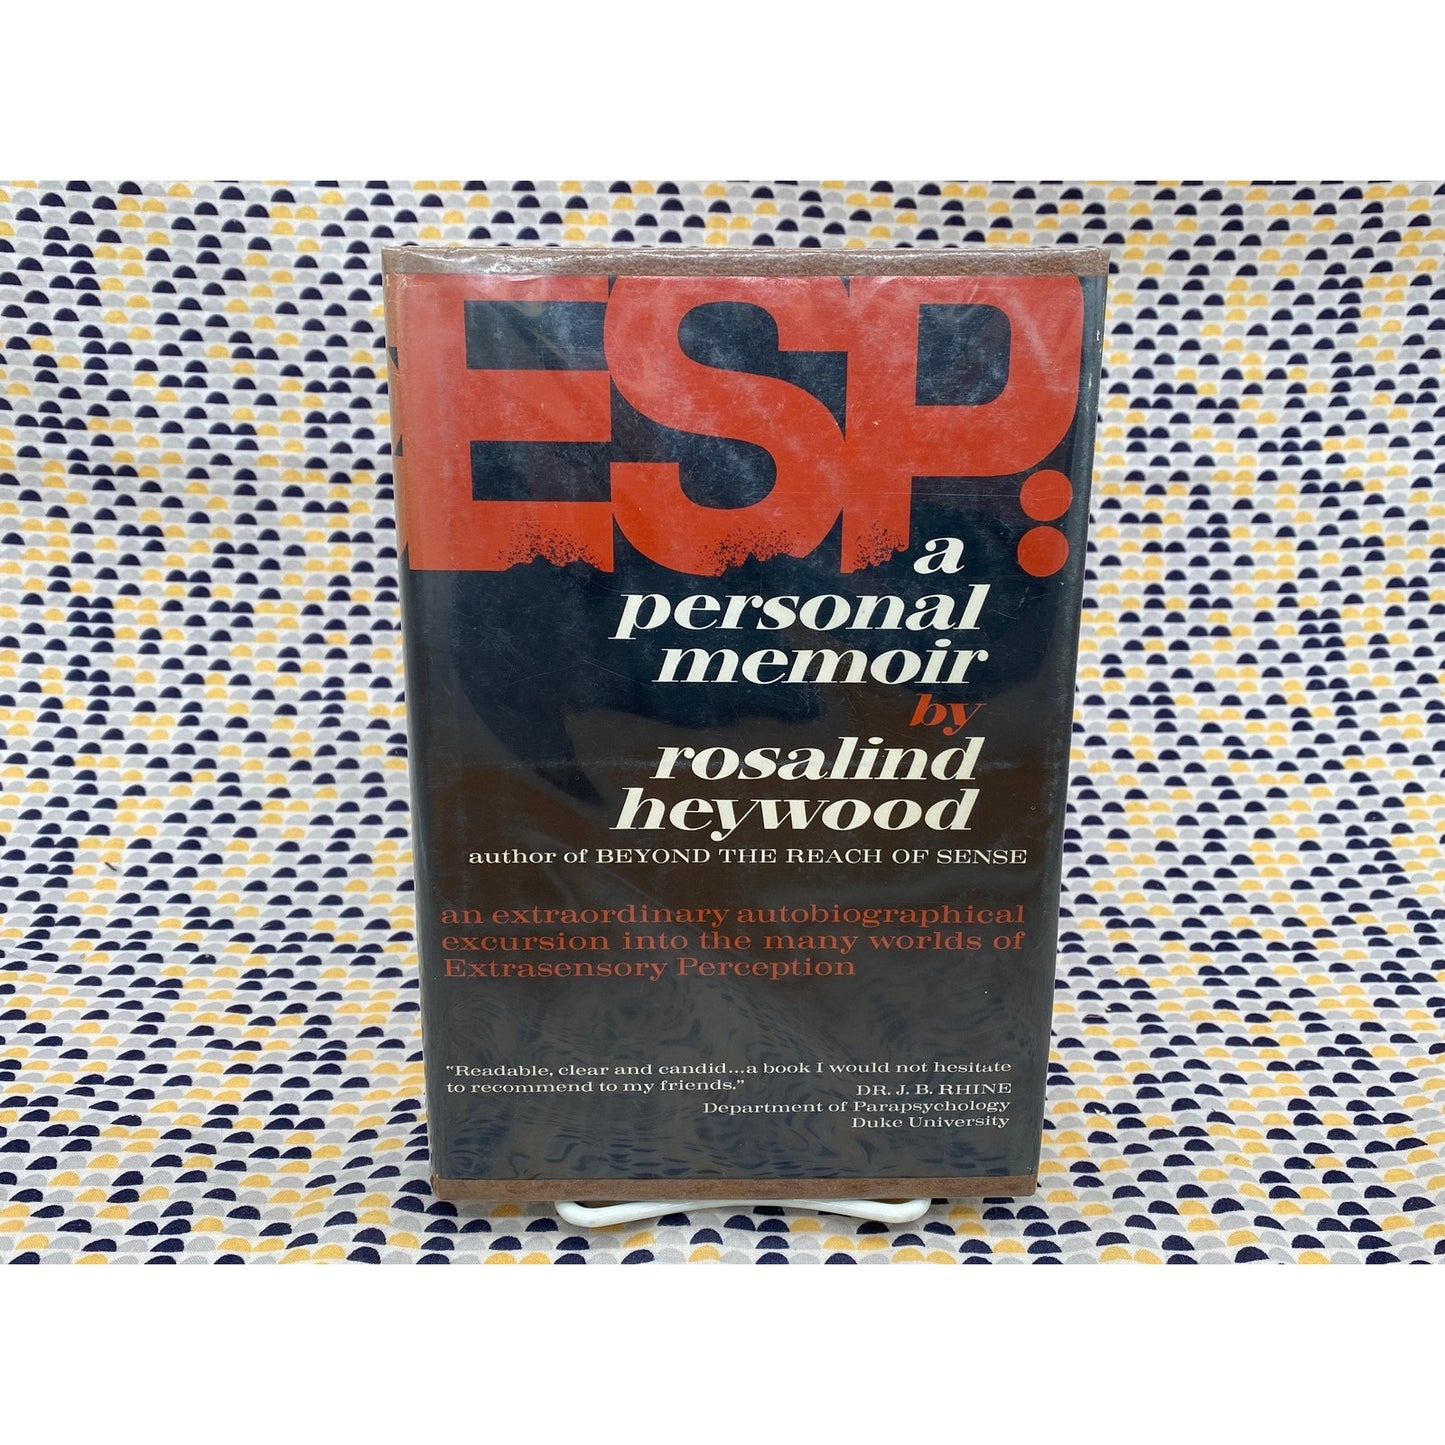 ESP:
a
personal
memoir
by
rosalind
heywood
author of BEYOND THE REACH OF SENSE
an extraordinary autobiographical
excursion into the many worlds of
Extrasensory Perception
"Readable, clear and candid...a book I would not hesitate
to recommend to my friends."
DR. J. B. RHINE
Department of Parapsychology
Duke University